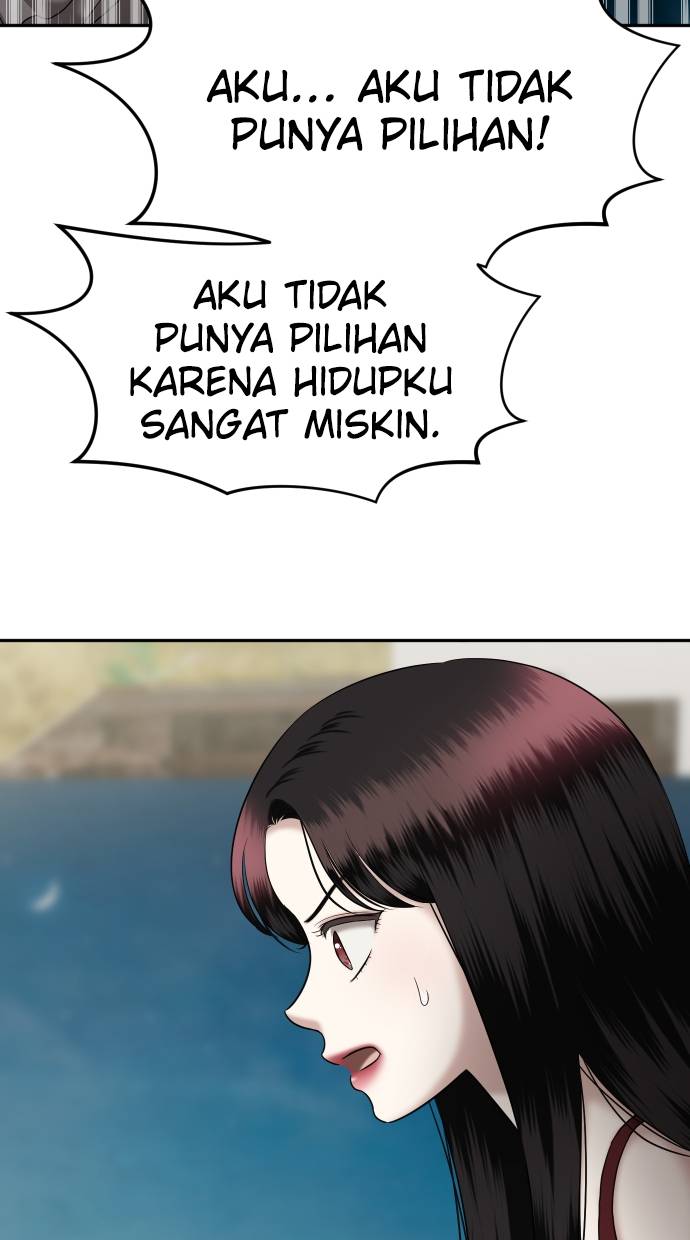 AKU... AKU TIDAK
PUNYA PILIHAN!
AKU TIDAK
PUNYA PILIHAN
KARENA HIDUPKU
SANGAT MISKIN.